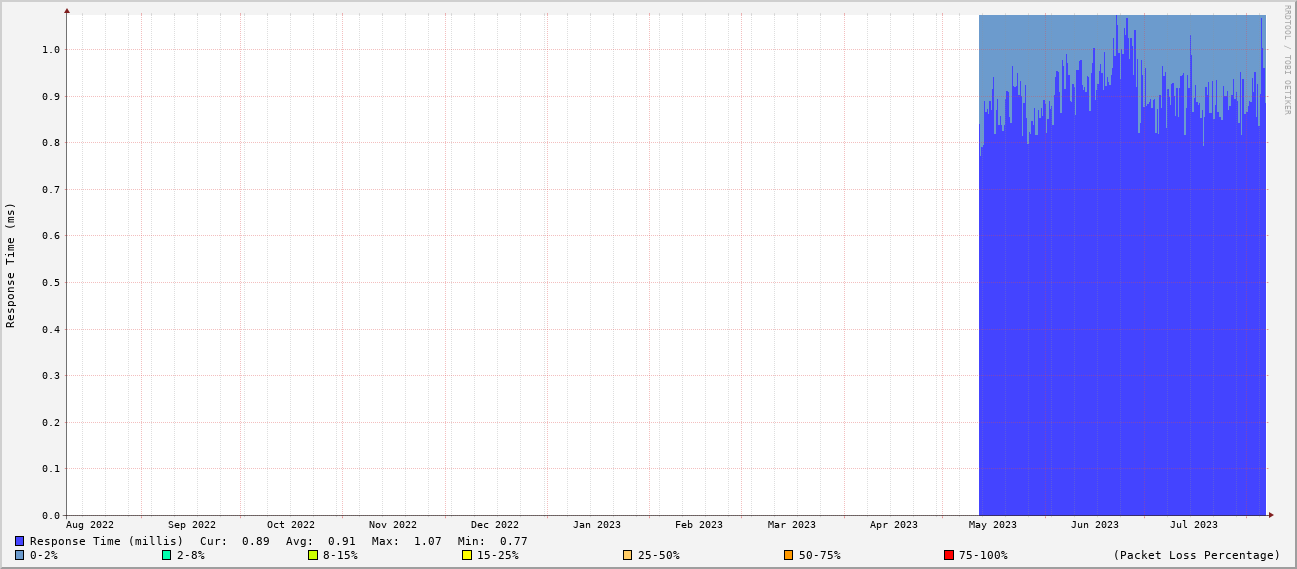 RRDTOOL / TOBI OETIKER
Response Time (ms)
1.0
0.9
0.8
0.7
0.6
0.5
0.4
0.3
0.2
0.1
0.0
Aug 2022 Sep 2022 Oct 2022 Nov 2022 Dec 2022 Jan 2023 Feb 2023 Mar 2023 Apr 2023 May 2023 Jun 2023 Jul 2023
Response Time (millis) Cur: 0.89 Avg: 0.91 Max: 1.07 Min: 0.77
0-2% 2-8% 8-15% 15-25% 25-50% 50-75% 75-100% (Packet Loss Percentage)